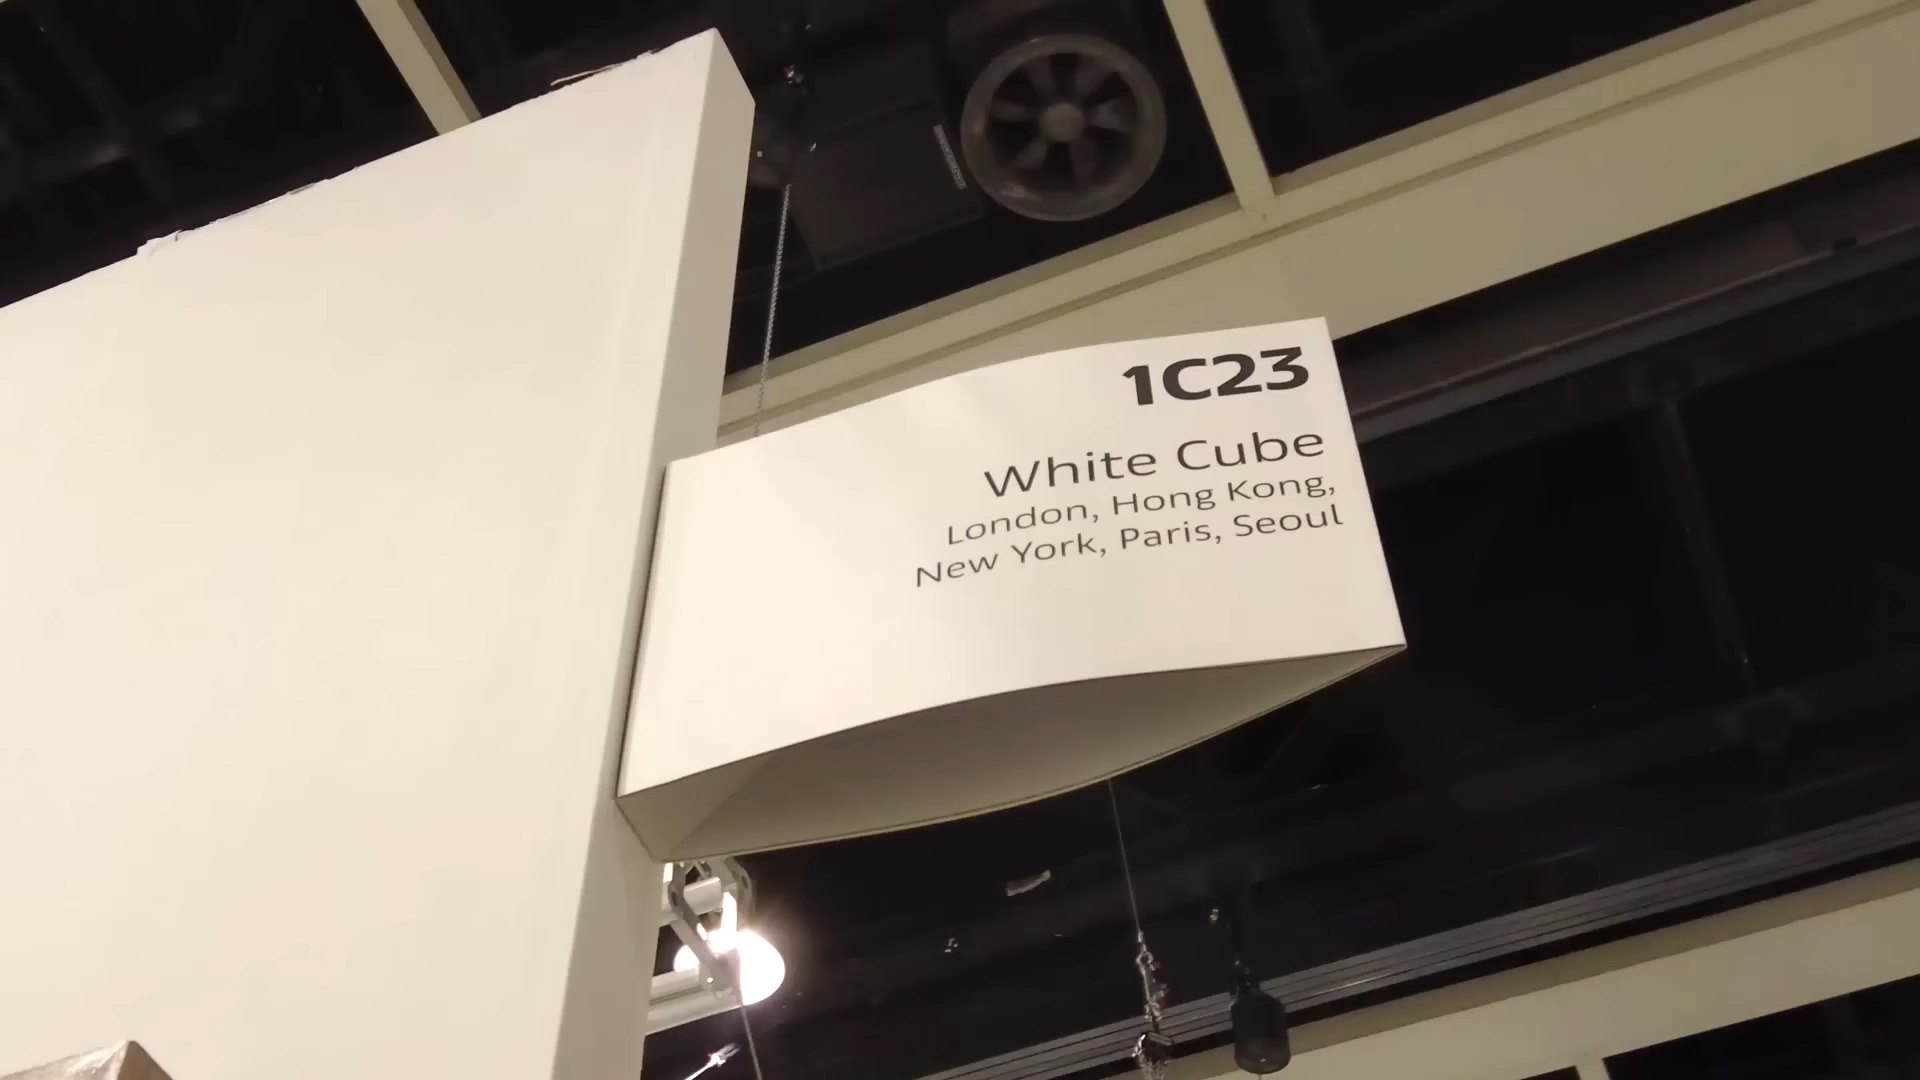 1C23
White Cube
London, Hong Kong,
New York, Paris, Seoul